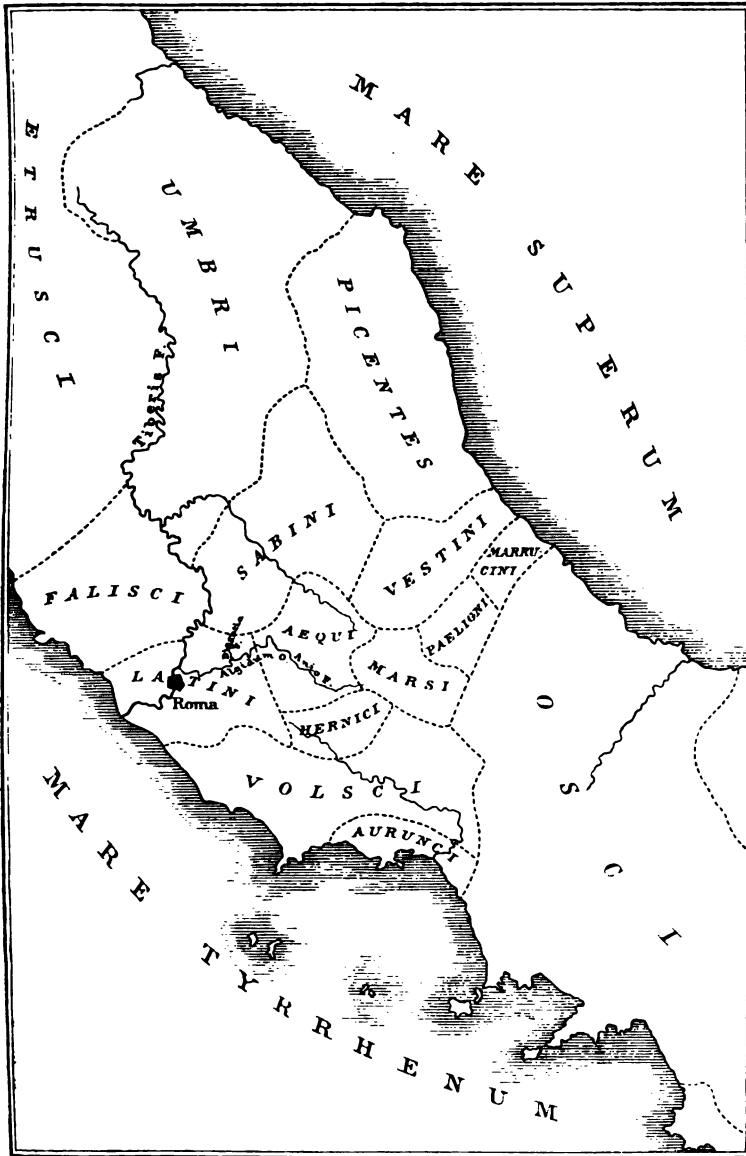 MARE SUPERUM
ETRUSCI
UMBRI
PICENTES
Tiberis F.
SABINI
VESTINI
MARRU
CINI
FALISCI
AEQUI
PAELIGNI
Anio F.
MARSI
LATINI
Roma
HERNICI
OSCI
VOLSCI
AURUNCI
MARE TYRRHENUM